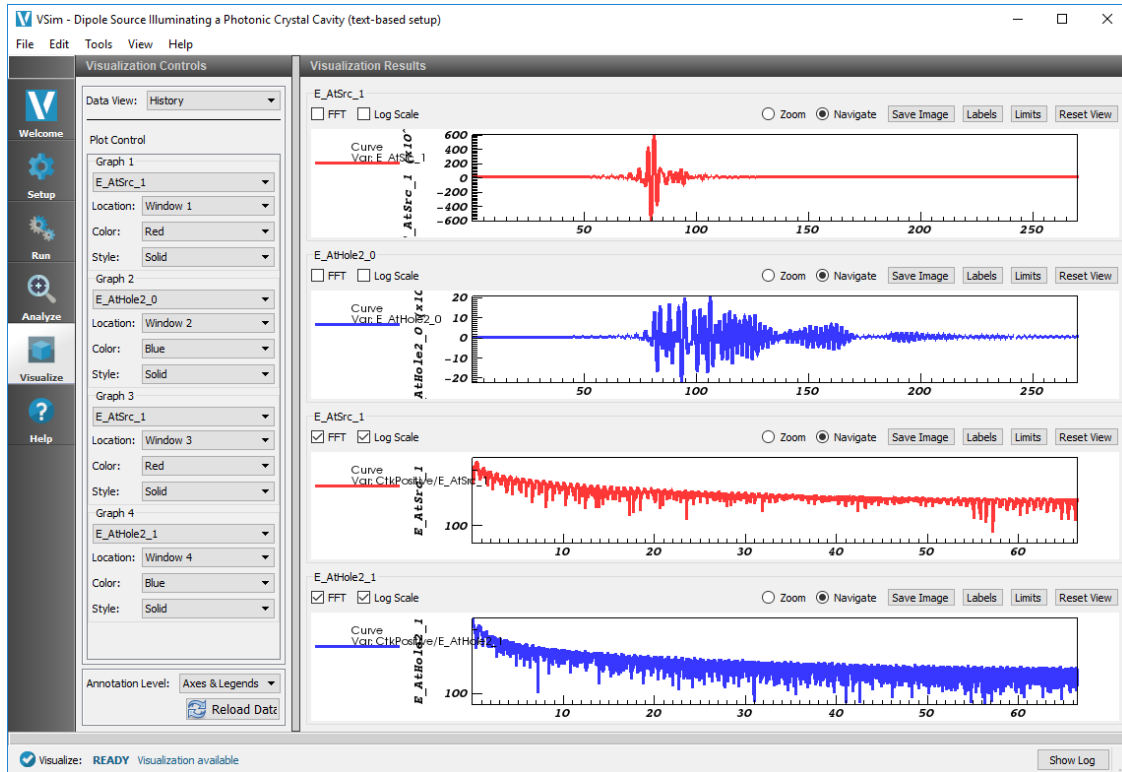 VSim - Dipole Source Illuminating a Photonic Crystal Cavity (text-based setup)
File Edit Tools View Help
Visualization Controls
Visualization Results
Welcome
Setup
Run
Analyze
Visualize
Help
Data View: History
Plot Control
Graph 1
E_AtSrc_1
Location: Window 1
Color: Red
Style: Solid
Graph 2
E_AtHole2_0
Location: Window 2
Color: Blue
Style: Solid
Graph 3
E_AtSrc_1
Location: Window 3
Color: Red
Style: Solid
Graph 4
E_AtHole2_1
Location: Window 4
Color: Blue
Style: Solid
Annotation Level: Axes & Legends
Reload Data
E_AtSrc_1
FFT Log Scale Zoom Navigate Save Image Labels Limits Reset View
Curve
Var: E_AtSrc_1
600
400
200
0
-200
-400
-600
50 100 150 200 250
E_AtHole2_0
FFT Log Scale Zoom Navigate Save Image Labels Limits Reset View
Curve
Var: E_AtHole2_0
20
10
0
-10
-20
50 100 150 200 250
E_AtSrc_1
FFT Log Scale Zoom Navigate Save Image Labels Limits Reset View
Curve
Var: CtkPositive/E_AtSrc_1
E_AtSrc_1
100
10 20 30 40 50 60
E_AtHole2_1
FFT Log Scale Zoom Navigate Save Image Labels Limits Reset View
Curve
Var: CtkPositive/E_AtHole2_1
E_AtHole2_1
100
10 20 30 40 50 60
Visualize: READY Visualization available
Show Log